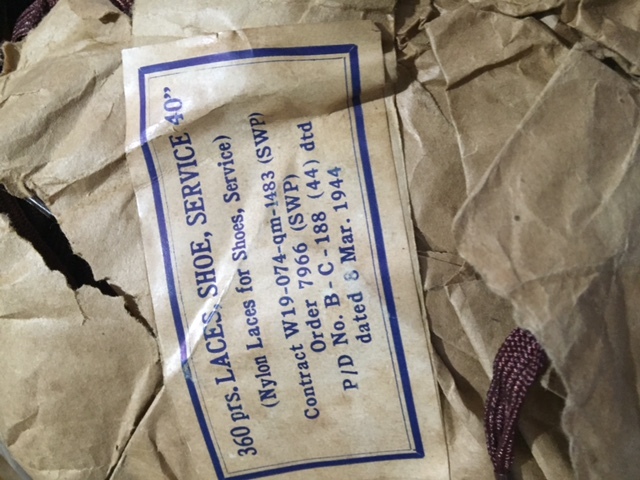 360 prs. LACES, SHOE, SERVICE 40"
(Nylon Laces for Shoes, Service)
Contract W19-074-qm-1483 (SWP)
Order 7966 (SWP)
P/D No. B-C-188 (44) dtd
dated 8 Mar. 1944